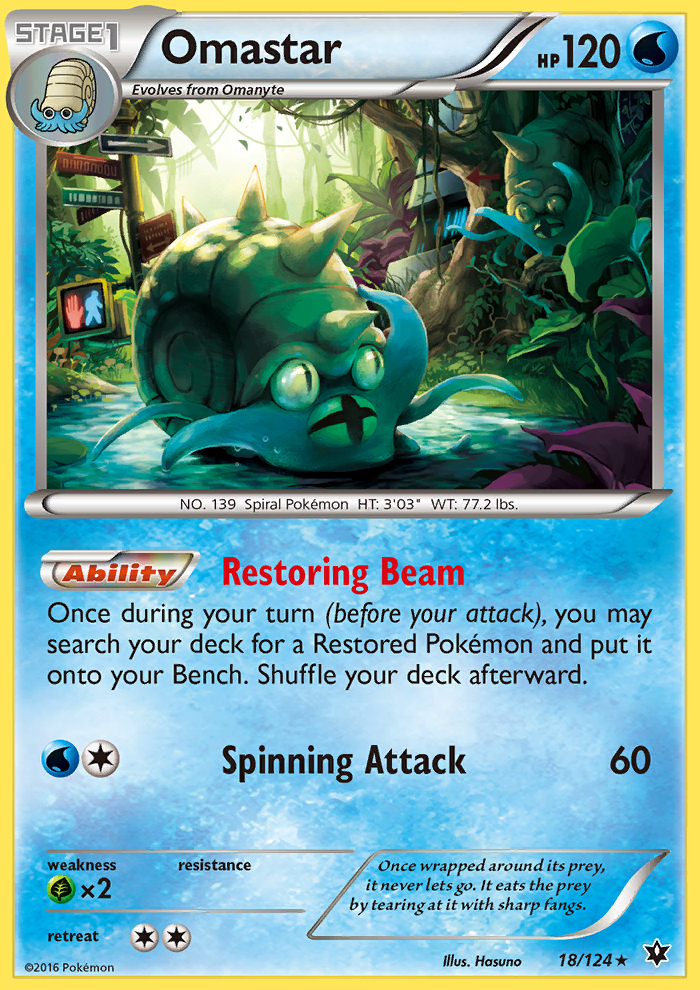 STAGE1
Omastar
HP120
Evolves from Omanyte
NO. 139 Spiral Pokémon HT: 3'03" WT: 77.2 lbs.
Ability Restoring Beam
Once during your turn (before your attack), you may
search your deck for a Restored Pokémon and put it
onto your Bench. Shuffle your deck afterward.
Spinning Attack 60
weakness resistance
×2
retreat
Once wrapped around its prey,
it never lets go. It eats the prey
by tearing at it with sharp fangs.
©2016 Pokémon
Illus. Hasuno 18/124★